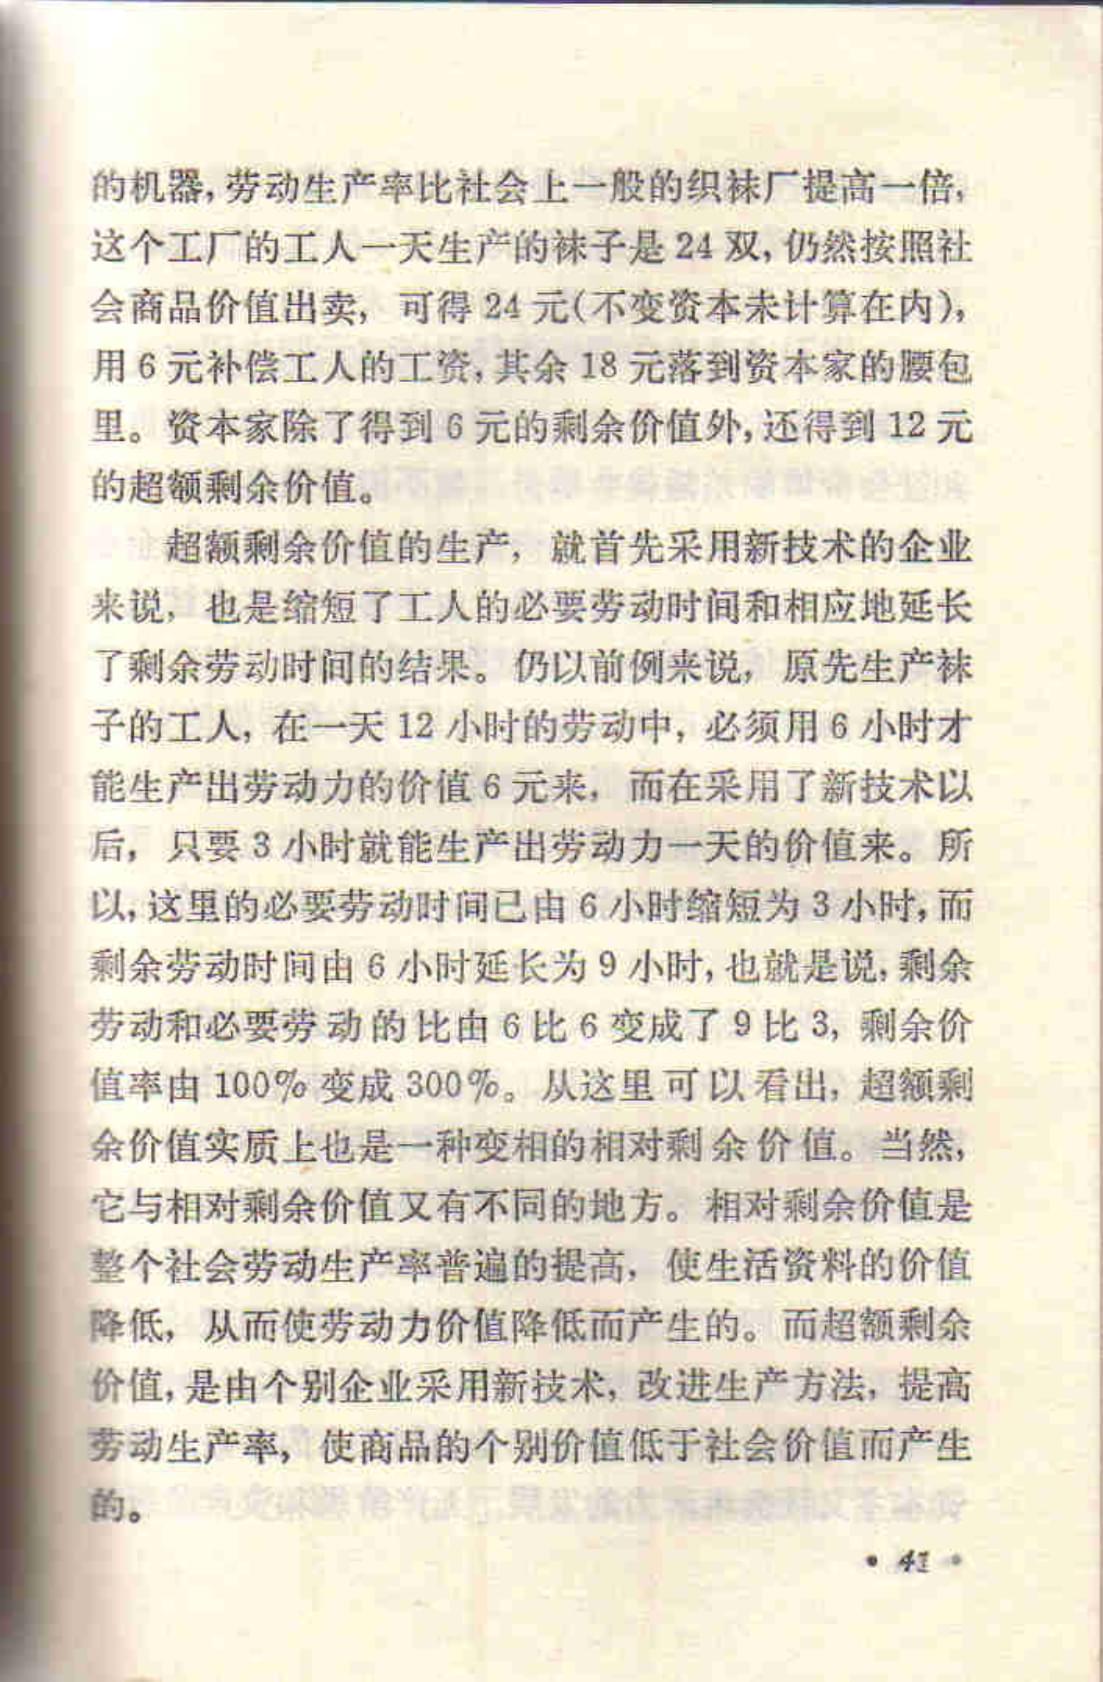 的机器,劳动生产率比社会上一般的织袜厂提高一倍,
这个工厂的工人一天生产的袜子是24双,仍然按照社
会商品价值出卖，可得24元(不变资本未计算在内),
用6元补偿工人的工资,其余18元落到资本家的腰包
里。资本家除了得到6元的剩余价值外,还得到12元
的超额剩余价值。
超额剩余价值的生产，就首先采用新技术的企业
来说，也是缩短了工人的必要劳动时间和相应地延长
了剩余劳动时间的结果。仍以前例来说，原先生产袜
子的工人，在一天12小时的劳动中，必须用6小时才
能生产出劳动力的价值6元来，而在采用了新技术以
后，只要3小时就能生产出劳动力一天的价值来。所
以,这里的必要劳动时间已由6小时缩短为3小时,而
剩余劳动时间由6小时延长为9小时,也就是说,剩余
劳动和必要劳动的比由6比6变成了9比3，剩余价
值率由100%变成300%。从这里可以看出，超额剩
余价值实质上也是一种变相的相对剩余价值。当然，
它与相对剩余价值又有不同的地方。相对剩余价值是
整个社会劳动生产率普遍的提高，使生活资料的价值
降低，从而使劳动力价值降低而产生的。而超额剩余
价值,是由个别企业采用新技术，改进生产方法，提高
劳动生产率，使商品的个别价值低于社会价值而产生
的。
• 41 •